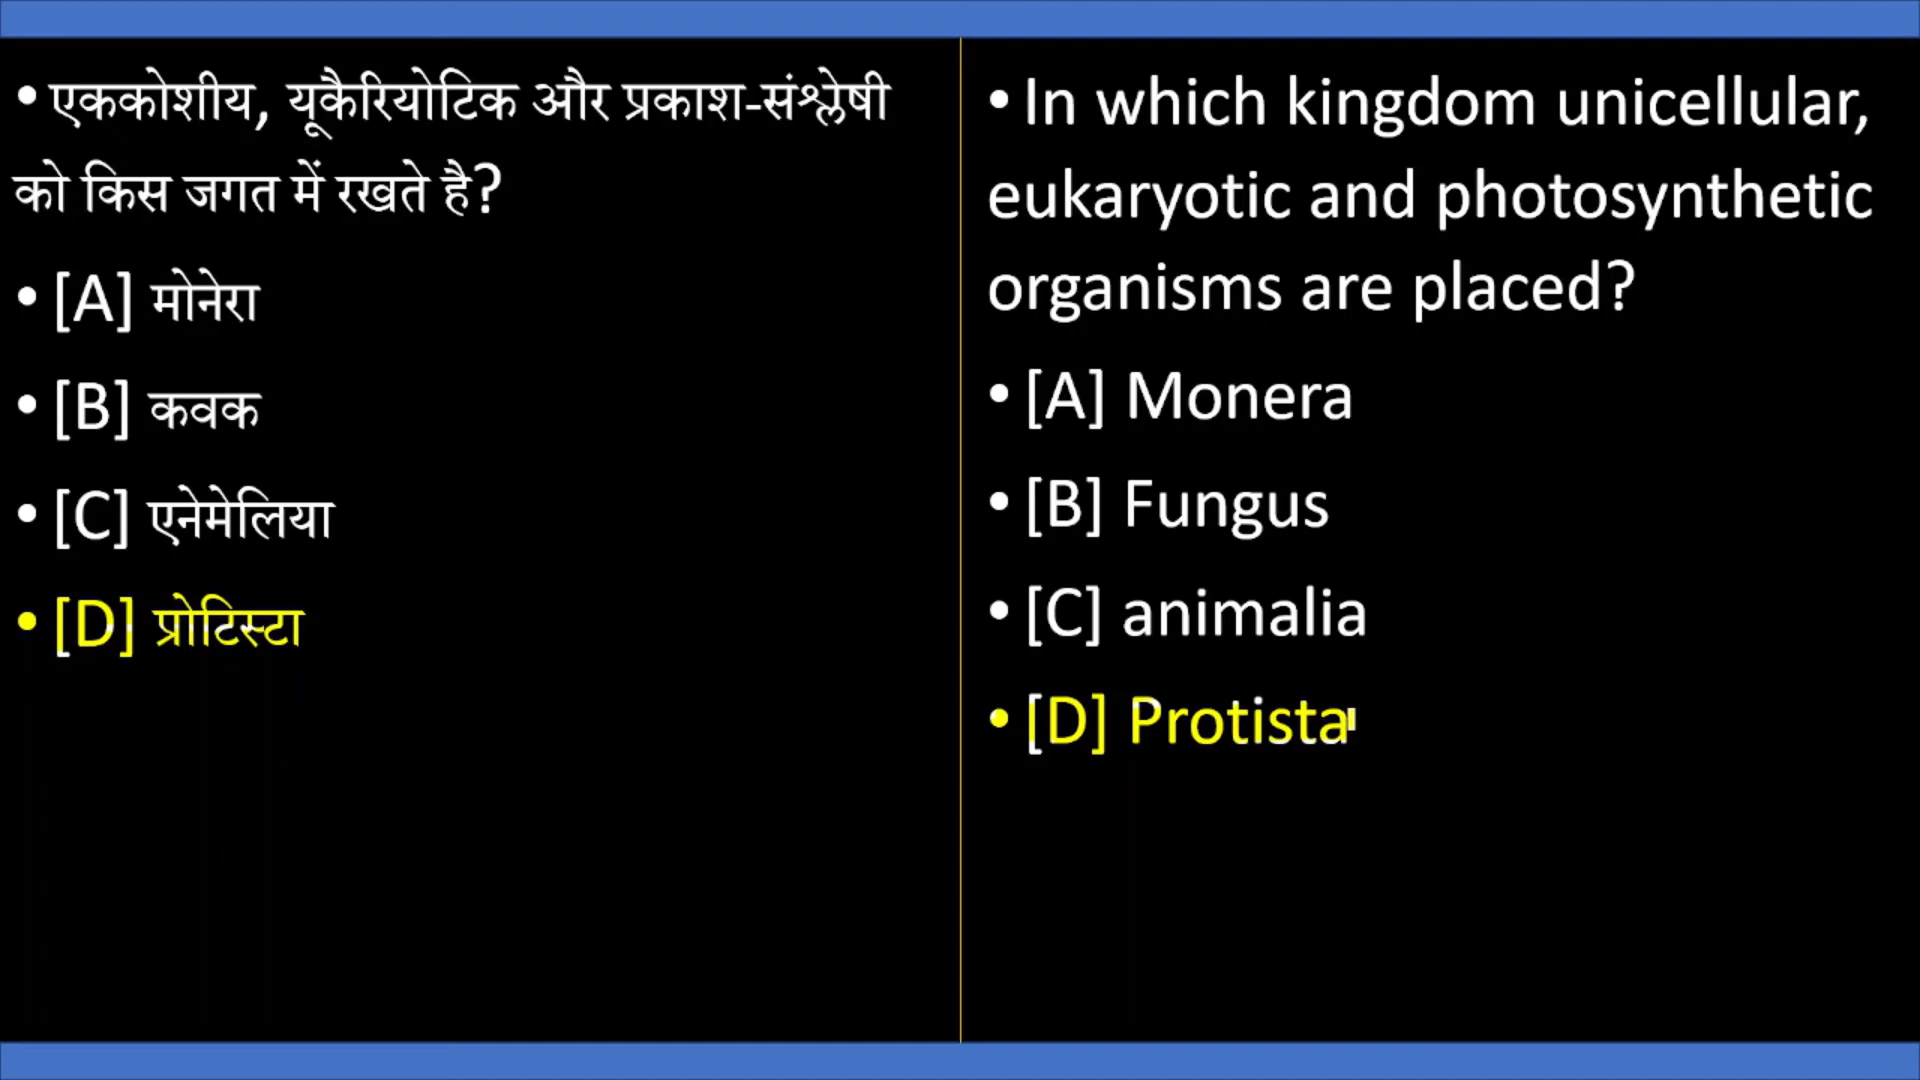 • एककोशीय, यूकैरियोटिक और प्रकाश-संश्लेषी
को किस जगत में रखते है?
• [A] मोनेरा
• [B] कवक
• [C] एनेमेलिया
• [D] प्रोटिस्टा
• In which kingdom unicellular,
eukaryotic and photosynthetic
organisms are placed?
• [A] Monera
• [B] Fungus
• [C] animalia
• [D] Protista